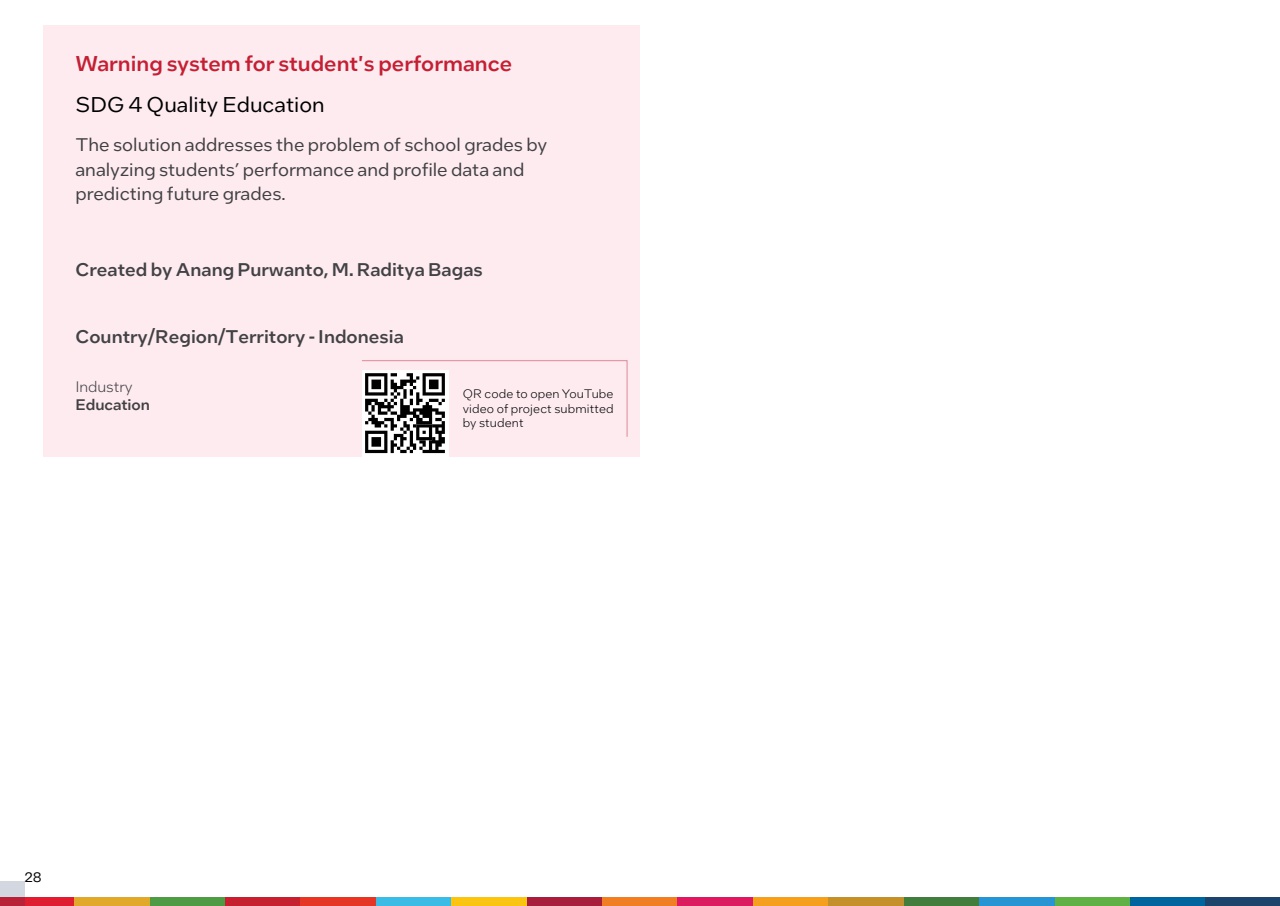 Warning system for student's performance
SDG 4 Quality Education
The solution addresses the problem of school grades by
analyzing students’ performance and profile data and
predicting future grades.
Created by Anang Purwanto, M. Raditya Bagas
Country/Region/Territory - Indonesia
Industry
Education
QR code to open YouTube
video of project submitted
by student
28